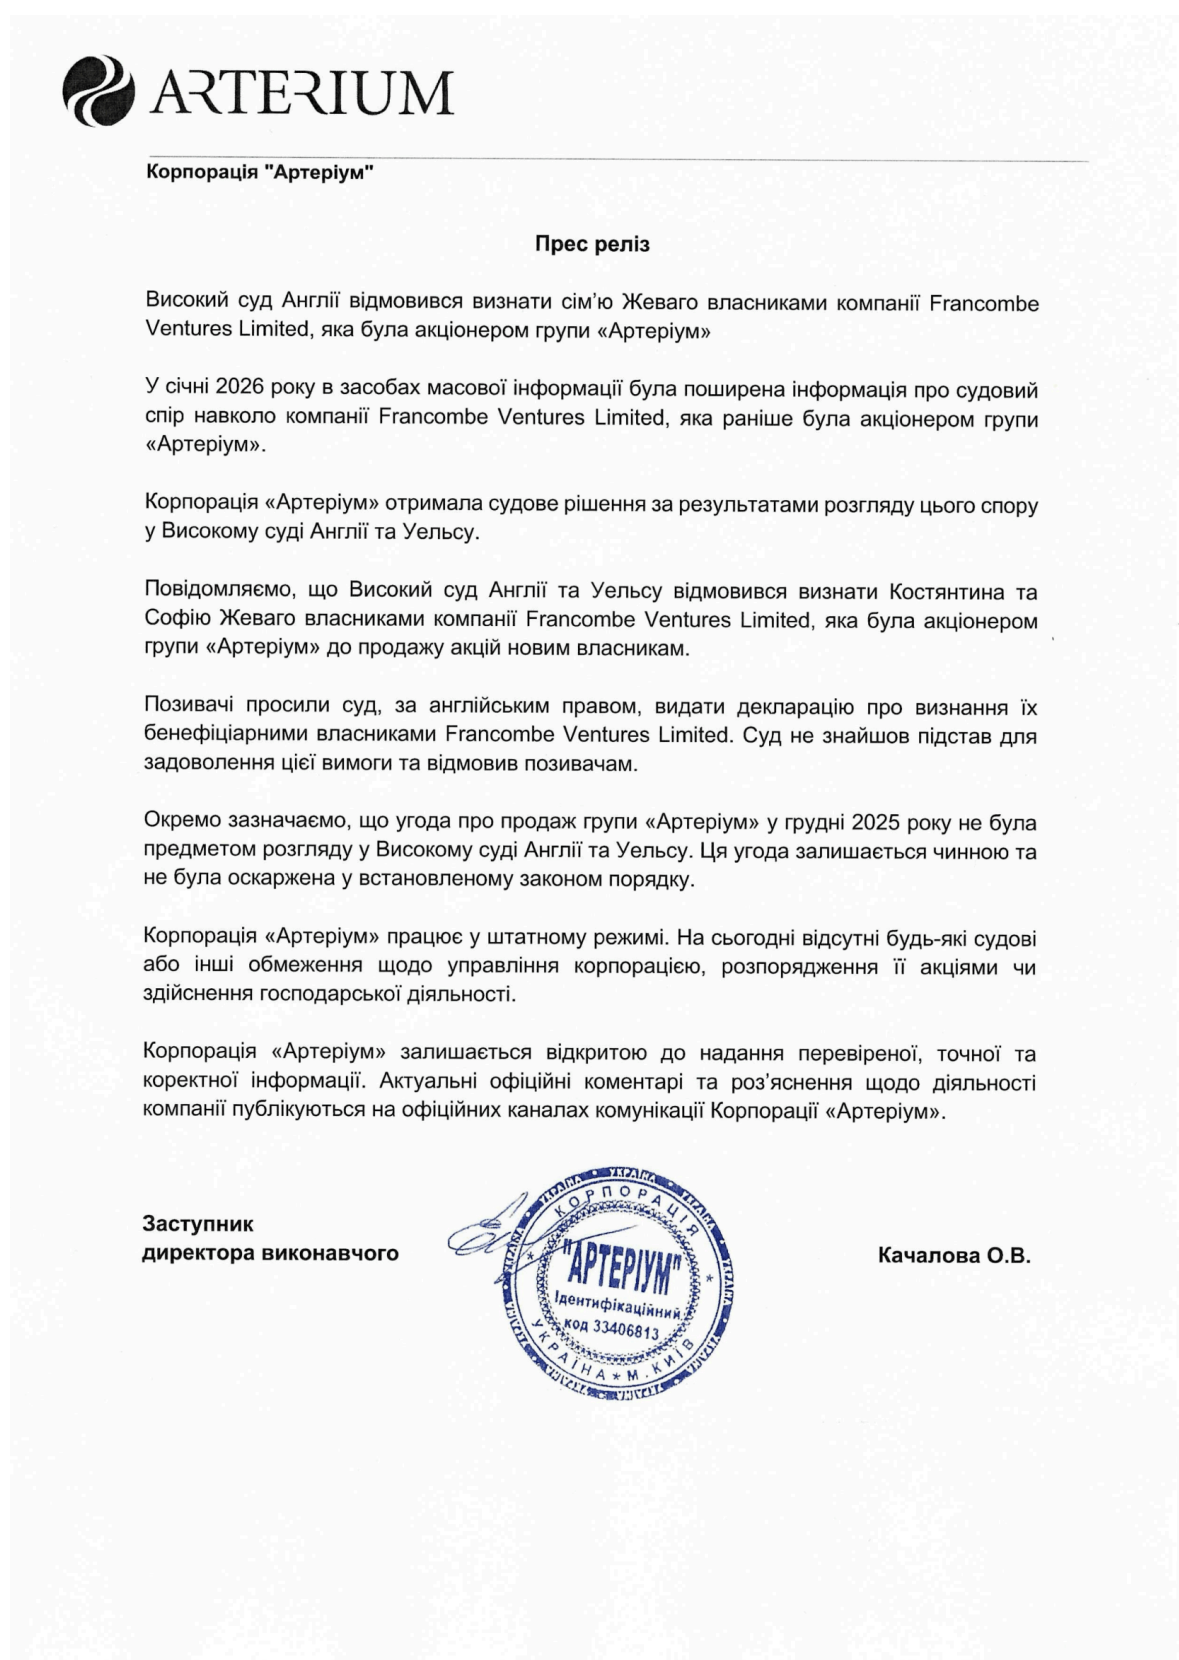 ARTERIUM
Корпорація "Артеріум"
Прес реліз
Високий суд Англії відмовився визнати сім’ю Жеваго власниками компанії Francombe
Ventures Limited, яка була акціонером групи «Артеріум»
У січні 2026 року в засобах масової інформації була поширена інформація про судовий
спір навколо компанії Francombe Ventures Limited, яка раніше була акціонером групи
«Артеріум».
Корпорація «Артеріум» отримала судове рішення за результатами розгляду цього спору
у Високому суді Англії та Уельсу.
Повідомляємо, що Високий суд Англії та Уельсу відмовився визнати Костянтина та
Софію Жеваго власниками компанії Francombe Ventures Limited, яка була акціонером
групи «Артеріум» до продажу акцій новим власникам.
Позивачі просили суд, за англійським правом, видати декларацію про визнання їх
бенефіціарними власниками Francombe Ventures Limited. Суд не знайшов підстав для
задоволення цієї вимоги та відмовив позивачам.
Окремо зазначаємо, що угода про продаж групи «Артеріум» у грудні 2025 року не була
предметом розгляду у Високому суді Англії та Уельсу. Ця угода залишається чинною та
не була оскаржена у встановленому законом порядку.
Корпорація «Артеріум» працює у штатному режимі. На сьогодні відсутні будь-які судові
або інші обмеження щодо управління корпорацією, розпорядження її акціями чи
здійснення господарської діяльності.
Корпорація «Артеріум» залишається відкритою до надання перевіреної, точної та
коректної інформації. Актуальні офіційні коментарі та роз’яснення щодо діяльності
компанії публікуються на офіційних каналах комунікації Корпорації «Артеріум».
Заступник
директора виконавчого
Качалова О.В.
УКРАЇНА • УКРАЇНА • УКРАЇНА
КОРПОРАЦІЯ
"АРТЕРІУМ"
Ідентифікаційний
код 33406813
УКРАЇНА * М.КИЇВ